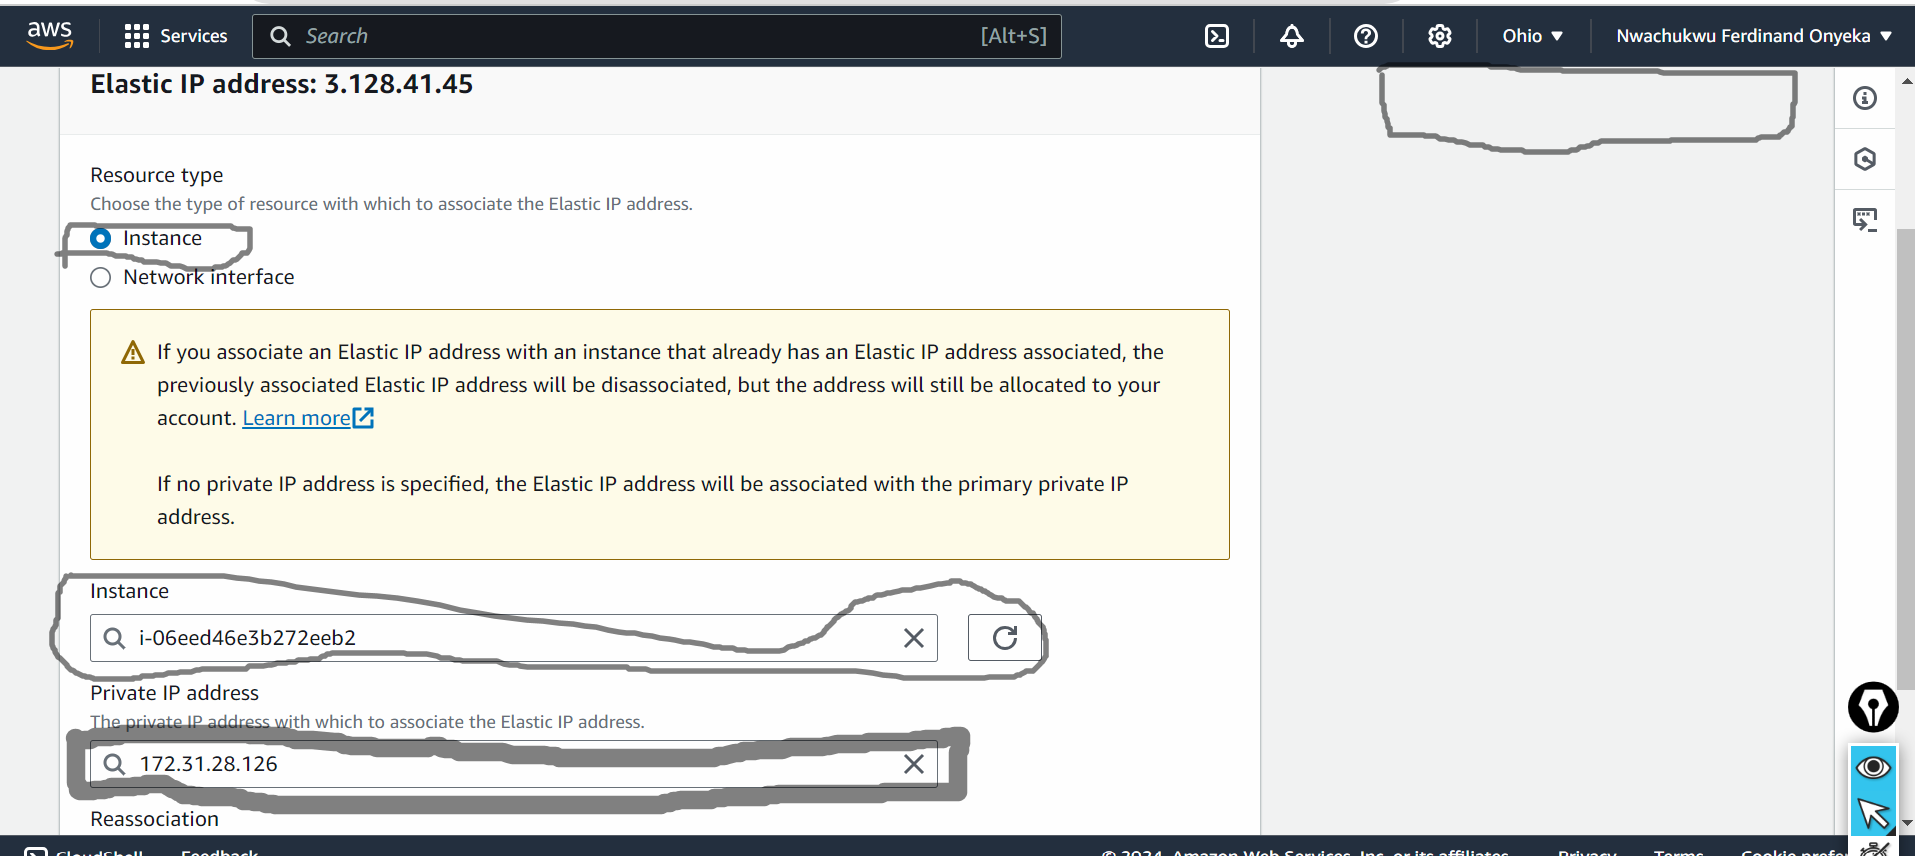 aws Services Search [Alt+S] Ohio Nwachukwu Ferdinand Onyeka
Elastic IP address: 3.128.41.45
Resource type
Choose the type of resource with which to associate the Elastic IP address.
Instance
Network interface
If you associate an Elastic IP address with an instance that already has an Elastic IP address associated, the
previously associated Elastic IP address will be disassociated, but the address will still be allocated to your
account. Learn more
If no private IP address is specified, the Elastic IP address will be associated with the primary private IP
address.
Instance
i-06eed46e3b272eeb2
Private IP address
The private IP address with which to associate the Elastic IP address.
172.31.28.126
Reassociation
CloudShell Feedback © 2024, Amazon Web Services, Inc. or its affiliates. Privacy Terms Cookie prefer